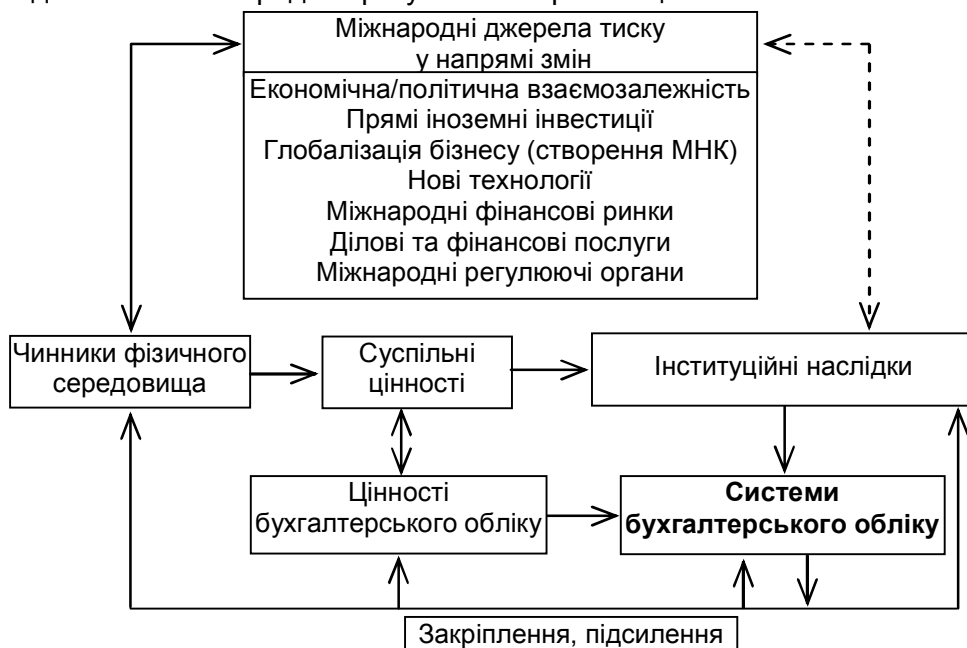 Міжнародні джерела тиску
у напрямі змін
Економічна/політична взаємозалежність
Прямі іноземні інвестиції
Глобалізація бізнесу (створення МНК)
Нові технології
Міжнародні фінансові ринки
Ділові та фінансові послуги
Міжнародні регулюючі органи
Чинники фізичного
середовища
Суспільні
цінності
Інституційні наслідки
Цінності
бухгалтерського обліку
Системи
бухгалтерського обліку
Закріплення, підсилення